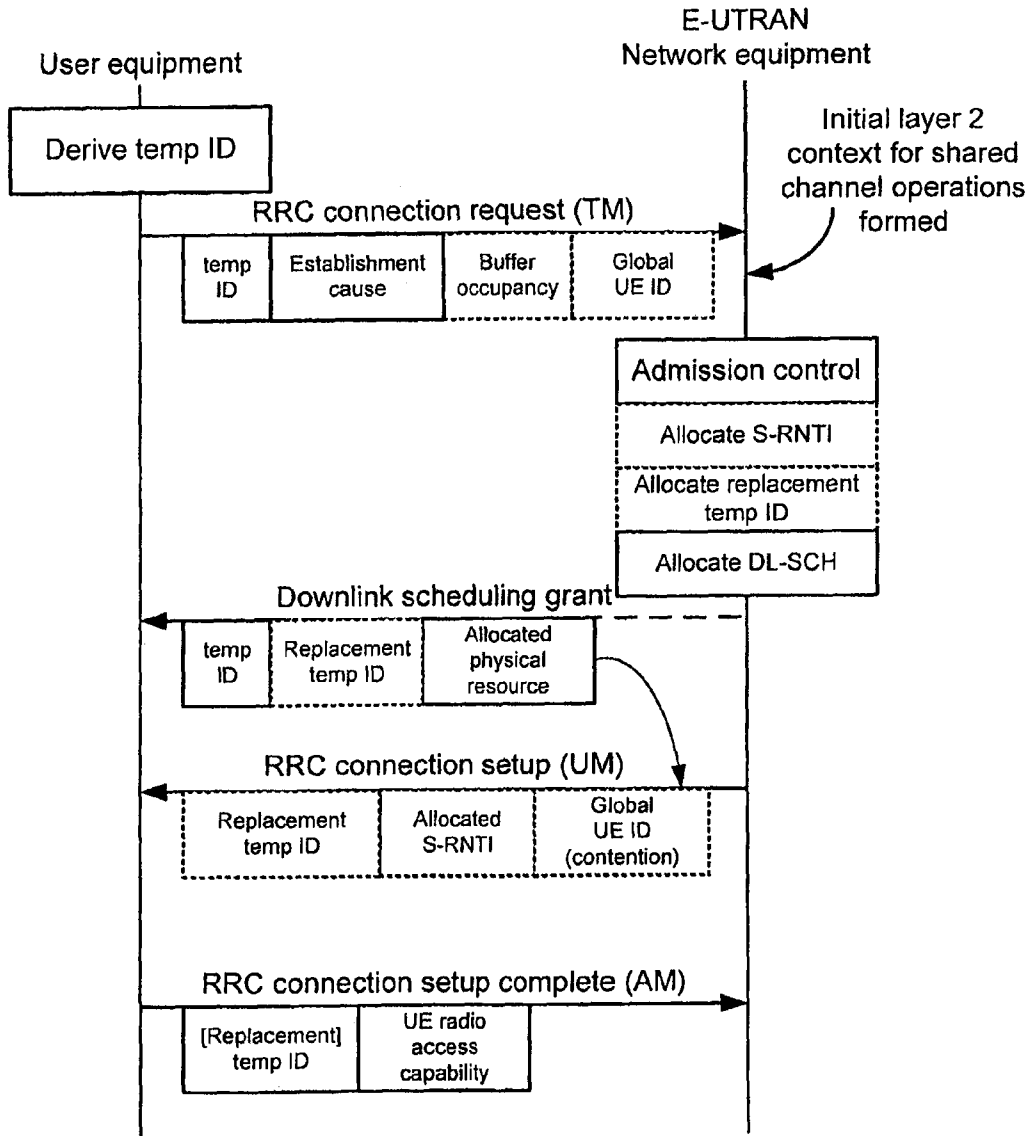 User equipment
E-UTRAN
Network equipment
Derive temp ID
Initial layer 2
context for shared
channel operations
formed
RRC connection request (TM)
temp
ID
Establishment
cause
Buffer
occupancy
Global
UE ID
Admission control
Allocate S-RNTI
Allocate replacement
temp ID
Allocate DL-SCH
Downlink scheduling grant
temp
ID
Replacement
temp ID
Allocated
physical
resource
RRC connection setup (UM)
Replacement
temp ID
Allocated
S-RNTI
Global
UE ID
(contention)
RRC connection setup complete (AM)
[Replacement]
temp ID
UE radio
access
capability